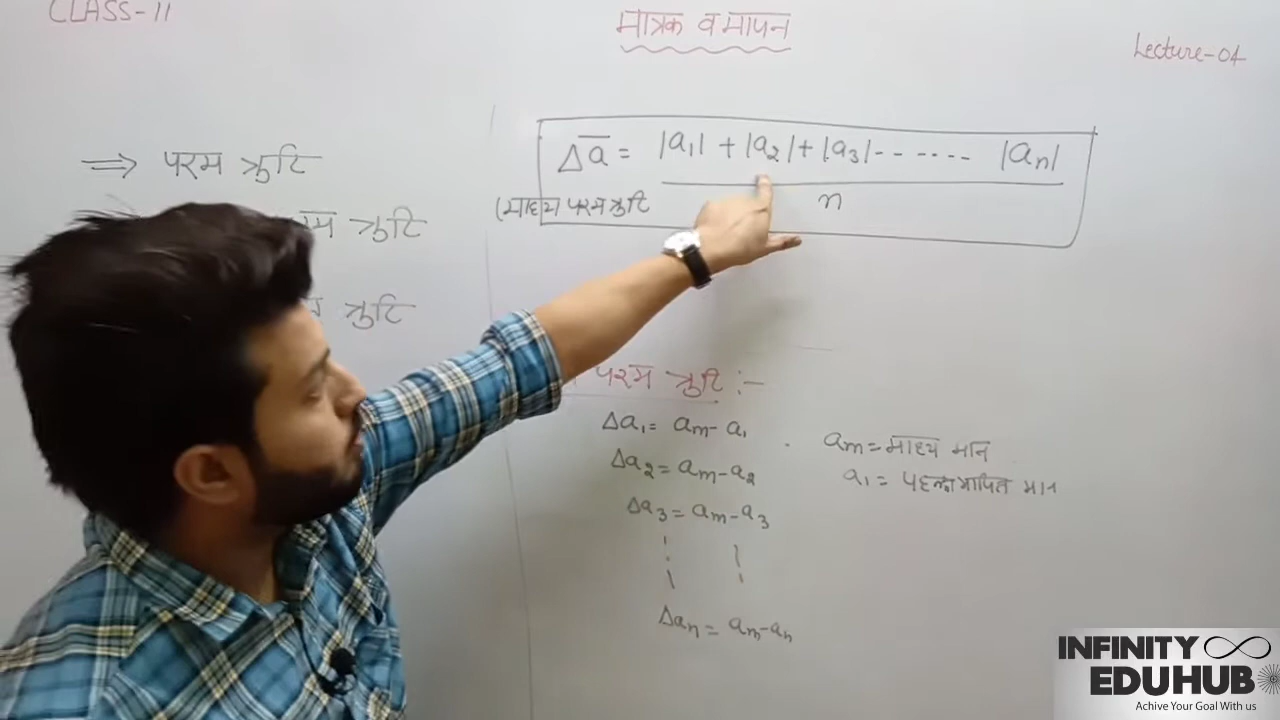 CLASS-11
मात्रक व मापन
Lecture-04
⇒ परम त्रुटि
त्रुटि
त्रुटि
Δa̅ = |a₁| + |a₂| + |a₃| ------- |aₙ|
n
(माध्य परम त्रुटि
परम त्रुटि :-
Δa₁ = aₘ - a₁
Δa₂ = aₘ - a₂
Δa₃ = aₘ - a₃
Δaₙ = aₘ - aₙ
aₘ = माध्य मान
a₁ = पहला मापित मान
INFINITY ∞
EDUHUB
Achive Your Goal With us